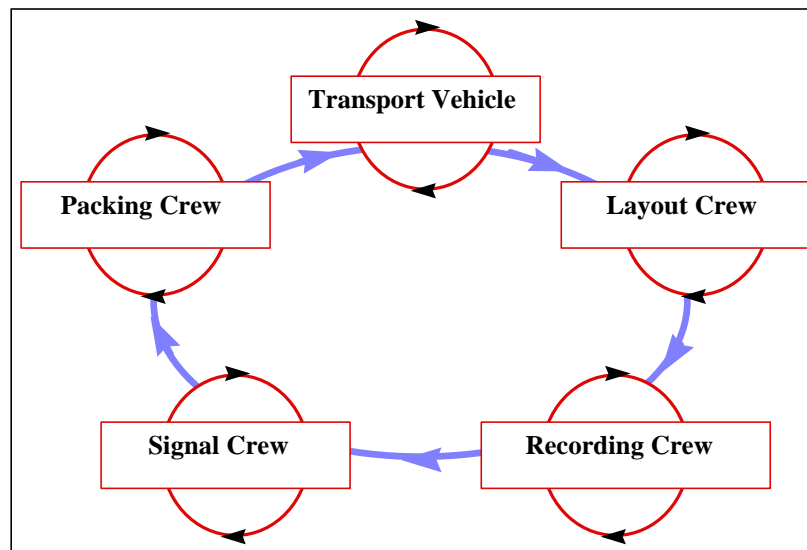 Transport Vehicle
Packing Crew
Layout Crew
Signal Crew
Recording Crew